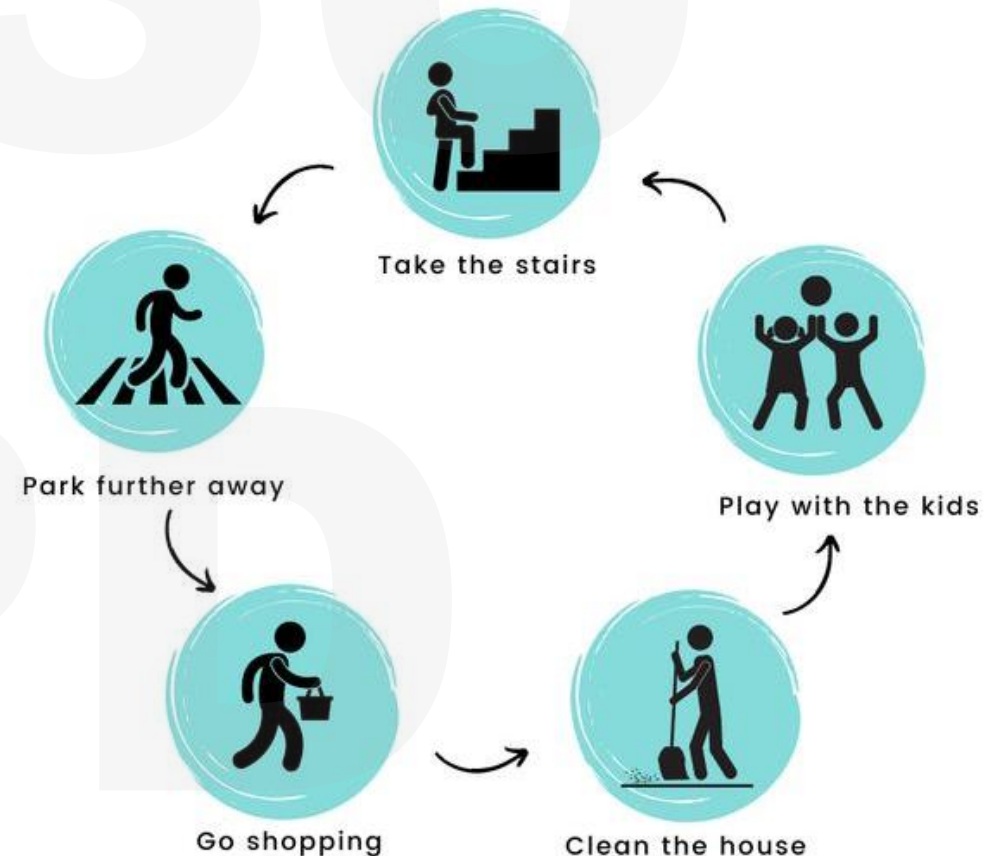 Take the stairs
Park further away
Play with the kids
Go shopping
Clean the house